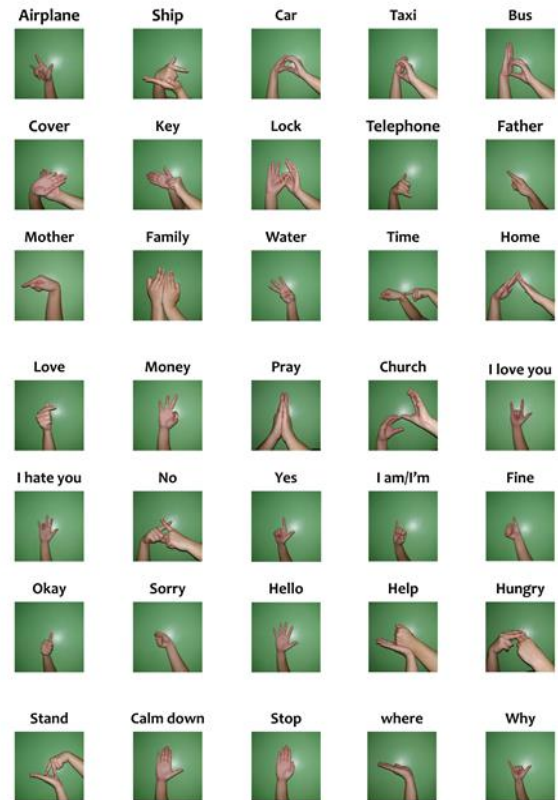 Airplane Ship Car Taxi Bus
Cover Key Lock Telephone Father
Mother Family Water Time Home
Love Money Pray Church I love you
I hate you No Yes I am/I'm Fine
Okay Sorry Hello Help Hungry
Stand Calm down Stop where Why